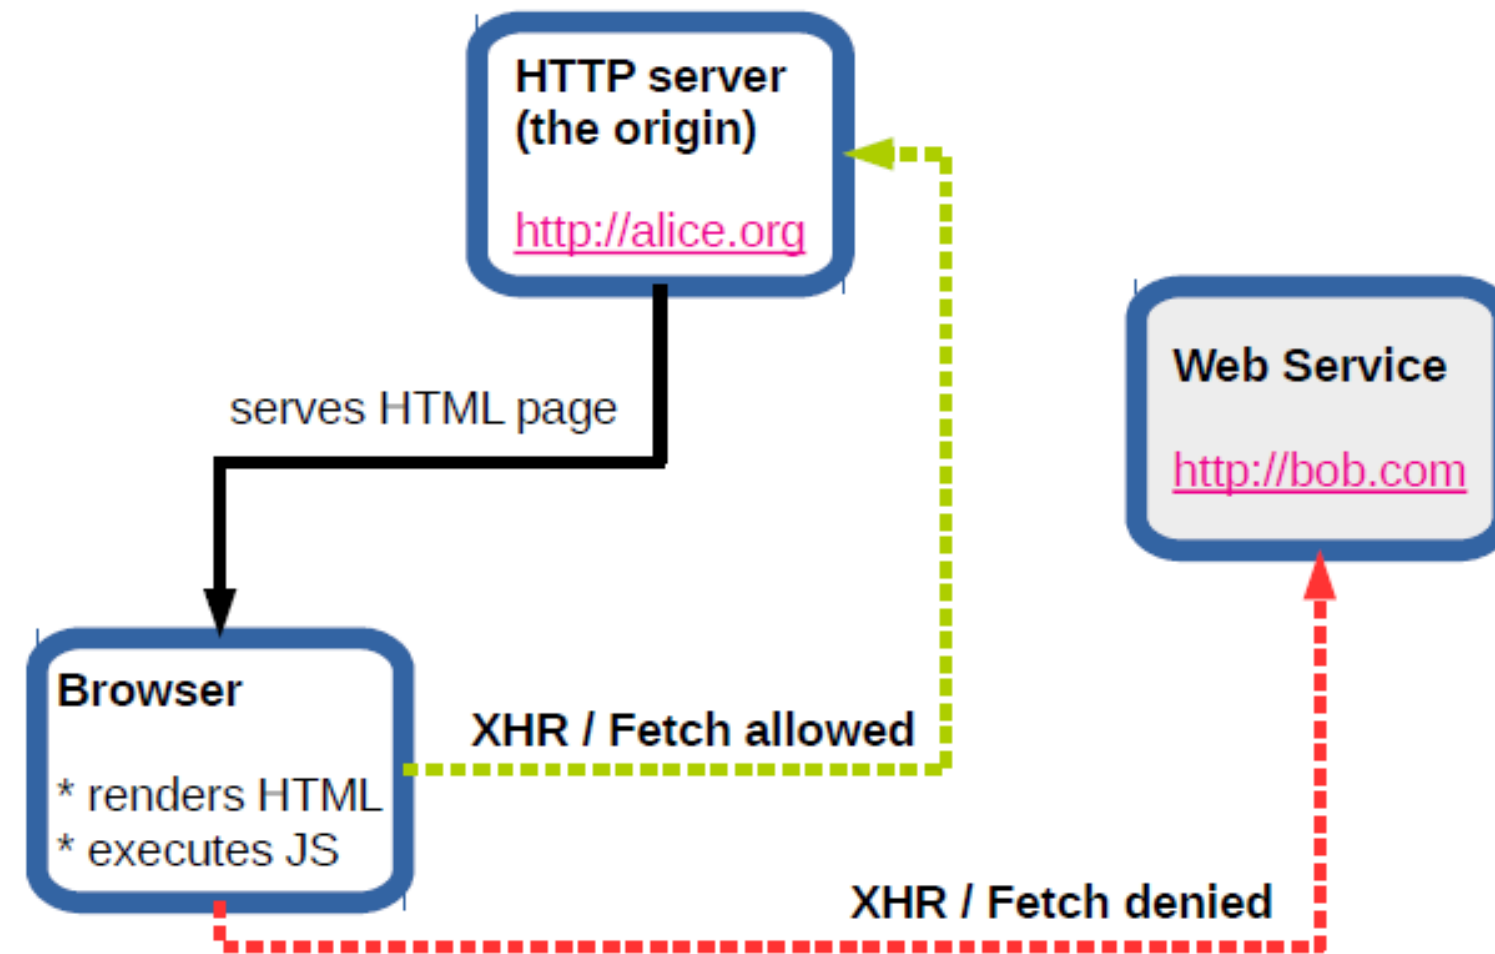 HTTP server
(the origin)
http://alice.org
serves HTML page
Web Service
http://bob.com
Browser
* renders HTML
* executes JS
XHR / Fetch allowed
XHR / Fetch denied